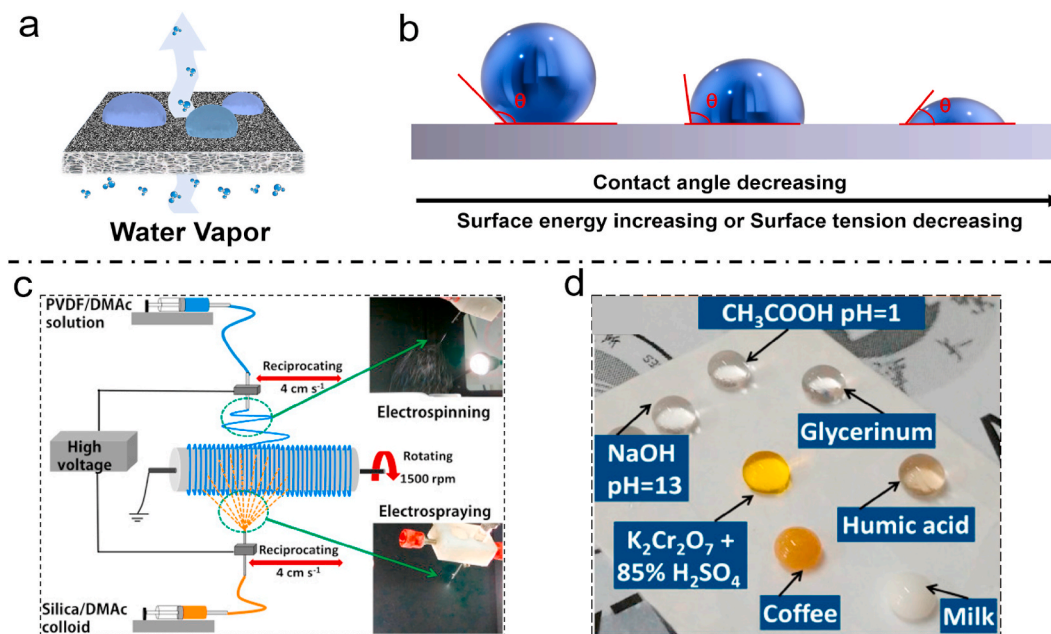 a
Water Vapor
b
θ
θ
θ
Contact angle decreasing
Surface energy increasing or Surface tension decreasing
c
PVDF/DMAc
solution
Reciprocating
4 cm s⁻¹
Electrospinning
High
voltage
Rotating
1500 rpm
Electrospraying
Reciprocating
4 cm s⁻¹
Silica/DMAc
colloid
d
CH₃COOH pH=1
Glycerinum
NaOH
pH=13
Humic acid
K₂Cr₂O₇ +
85% H₂SO₄
Coffee
Milk